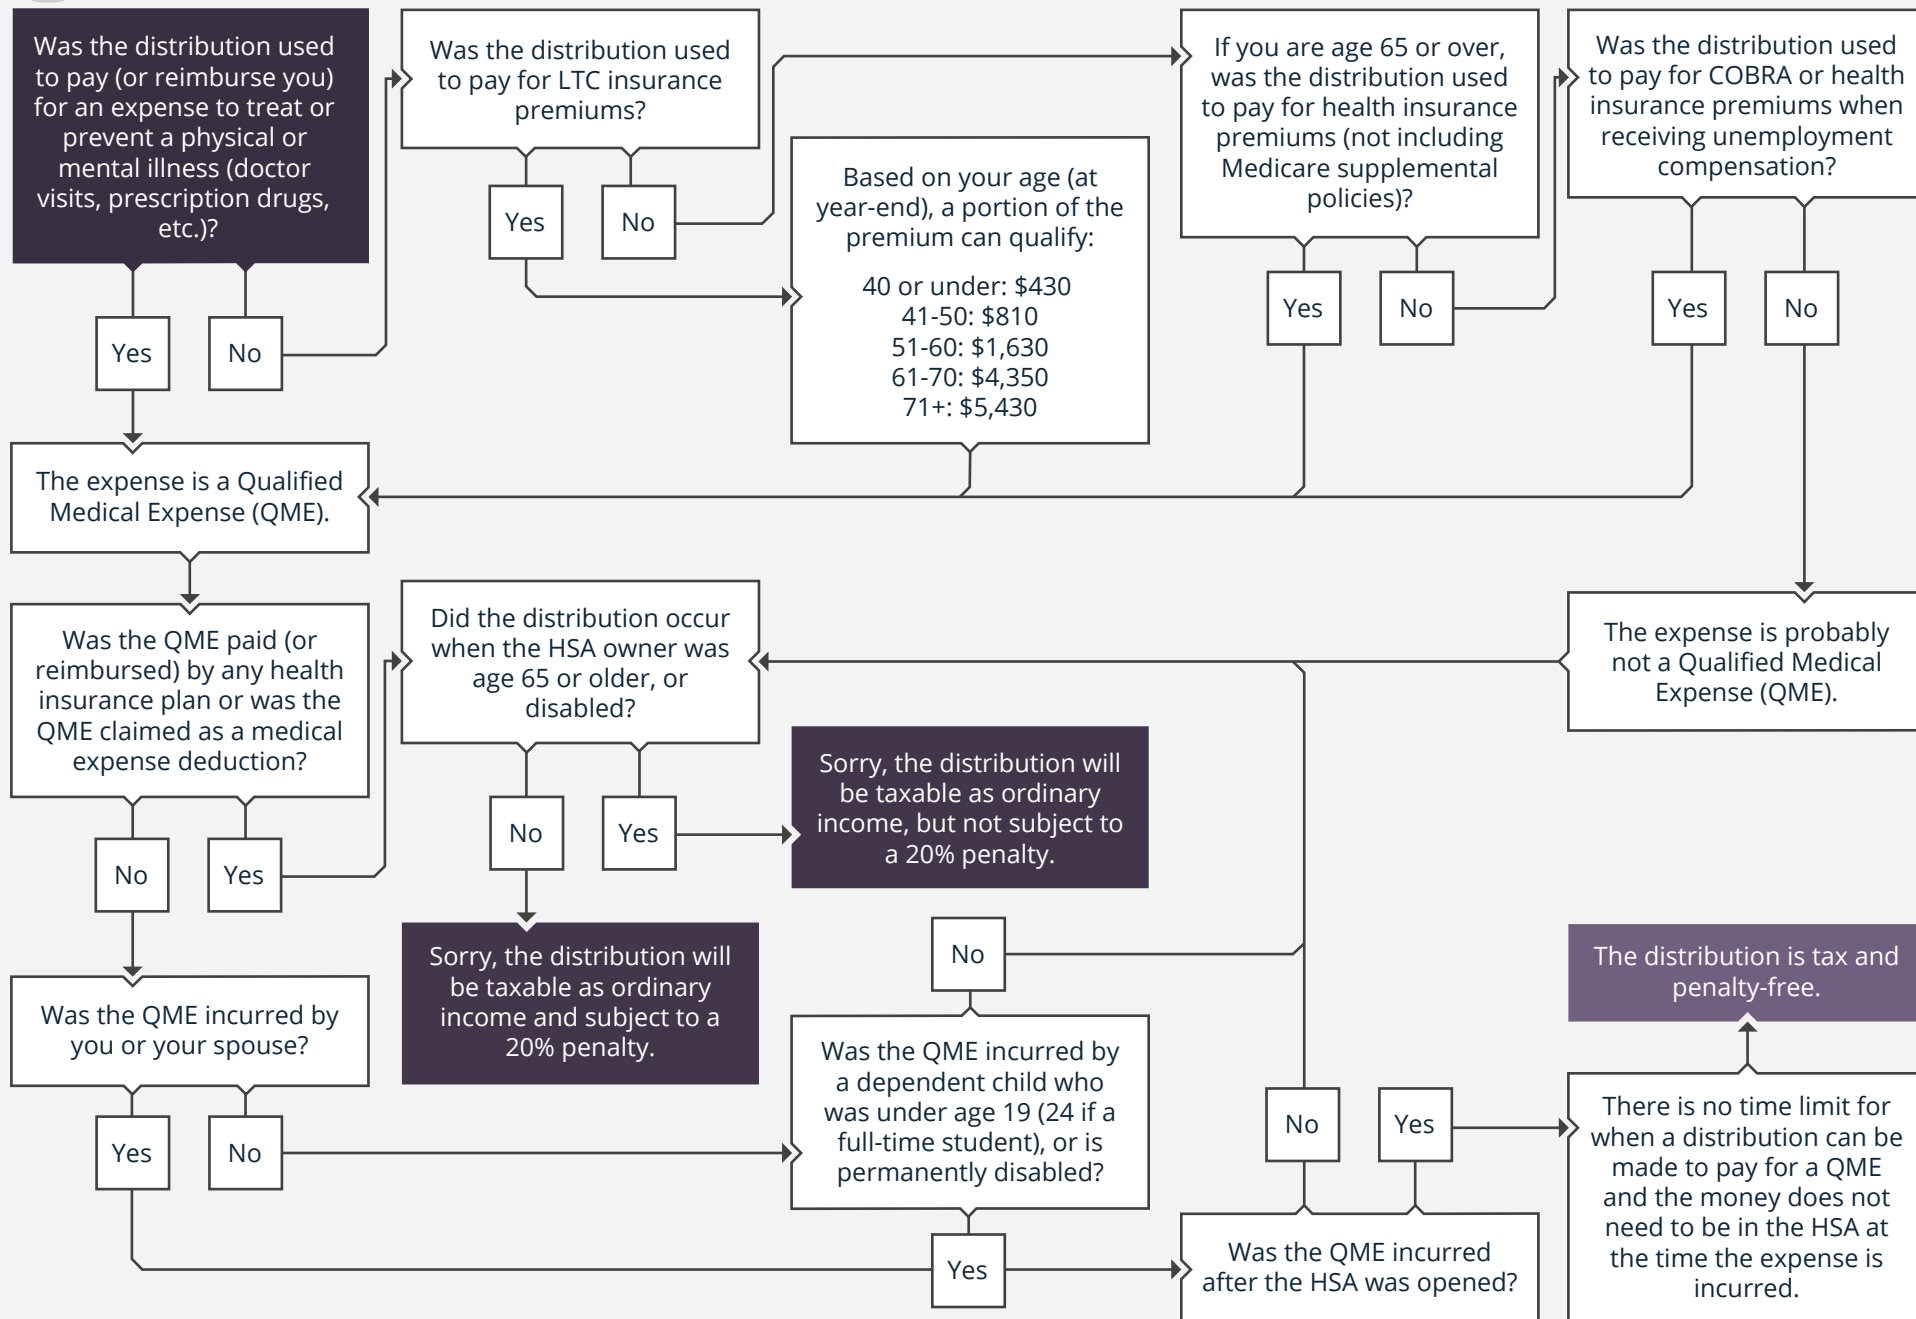 Was the distribution used
to pay (or reimburse you)
for an expense to treat or
prevent a physical or
mental illness (doctor
visits, prescription drugs,
etc.)?
Yes
No
Was the distribution used
to pay for LTC insurance
premiums?
Yes
No
Based on your age (at
year-end), a portion of the
premium can qualify:
40 or under: $430
41-50: $810
51-60: $1,630
61-70: $4,350
71+: $5,430
If you are age 65 or over,
was the distribution used
to pay for health insurance
premiums (not including
Medicare supplemental
policies)?
Yes
No
Was the distribution used
to pay for COBRA or health
insurance premiums when
receiving unemployment
compensation?
Yes
No
The expense is a Qualified
Medical Expense (QME).
Was the QME paid (or
reimbursed) by any health
insurance plan or was the
QME claimed as a medical
expense deduction?
No
Yes
Did the distribution occur
when the HSA owner was
age 65 or older, or
disabled?
No
Yes
Sorry, the distribution will
be taxable as ordinary
income, but not subject to
a 20% penalty.
Sorry, the distribution will
be taxable as ordinary
income and subject to a
20% penalty.
The expense is probably
not a Qualified Medical
Expense (QME).
Was the QME incurred by
you or your spouse?
Yes
No
No
Was the QME incurred by
a dependent child who
was under age 19 (24 if a
full-time student), or is
permanently disabled?
Yes
No
Yes
Was the QME incurred
after the HSA was opened?
The distribution is tax and
penalty-free.
There is no time limit for
when a distribution can be
made to pay for a QME
and the money does not
need to be in the HSA at
the time the expense is
incurred.